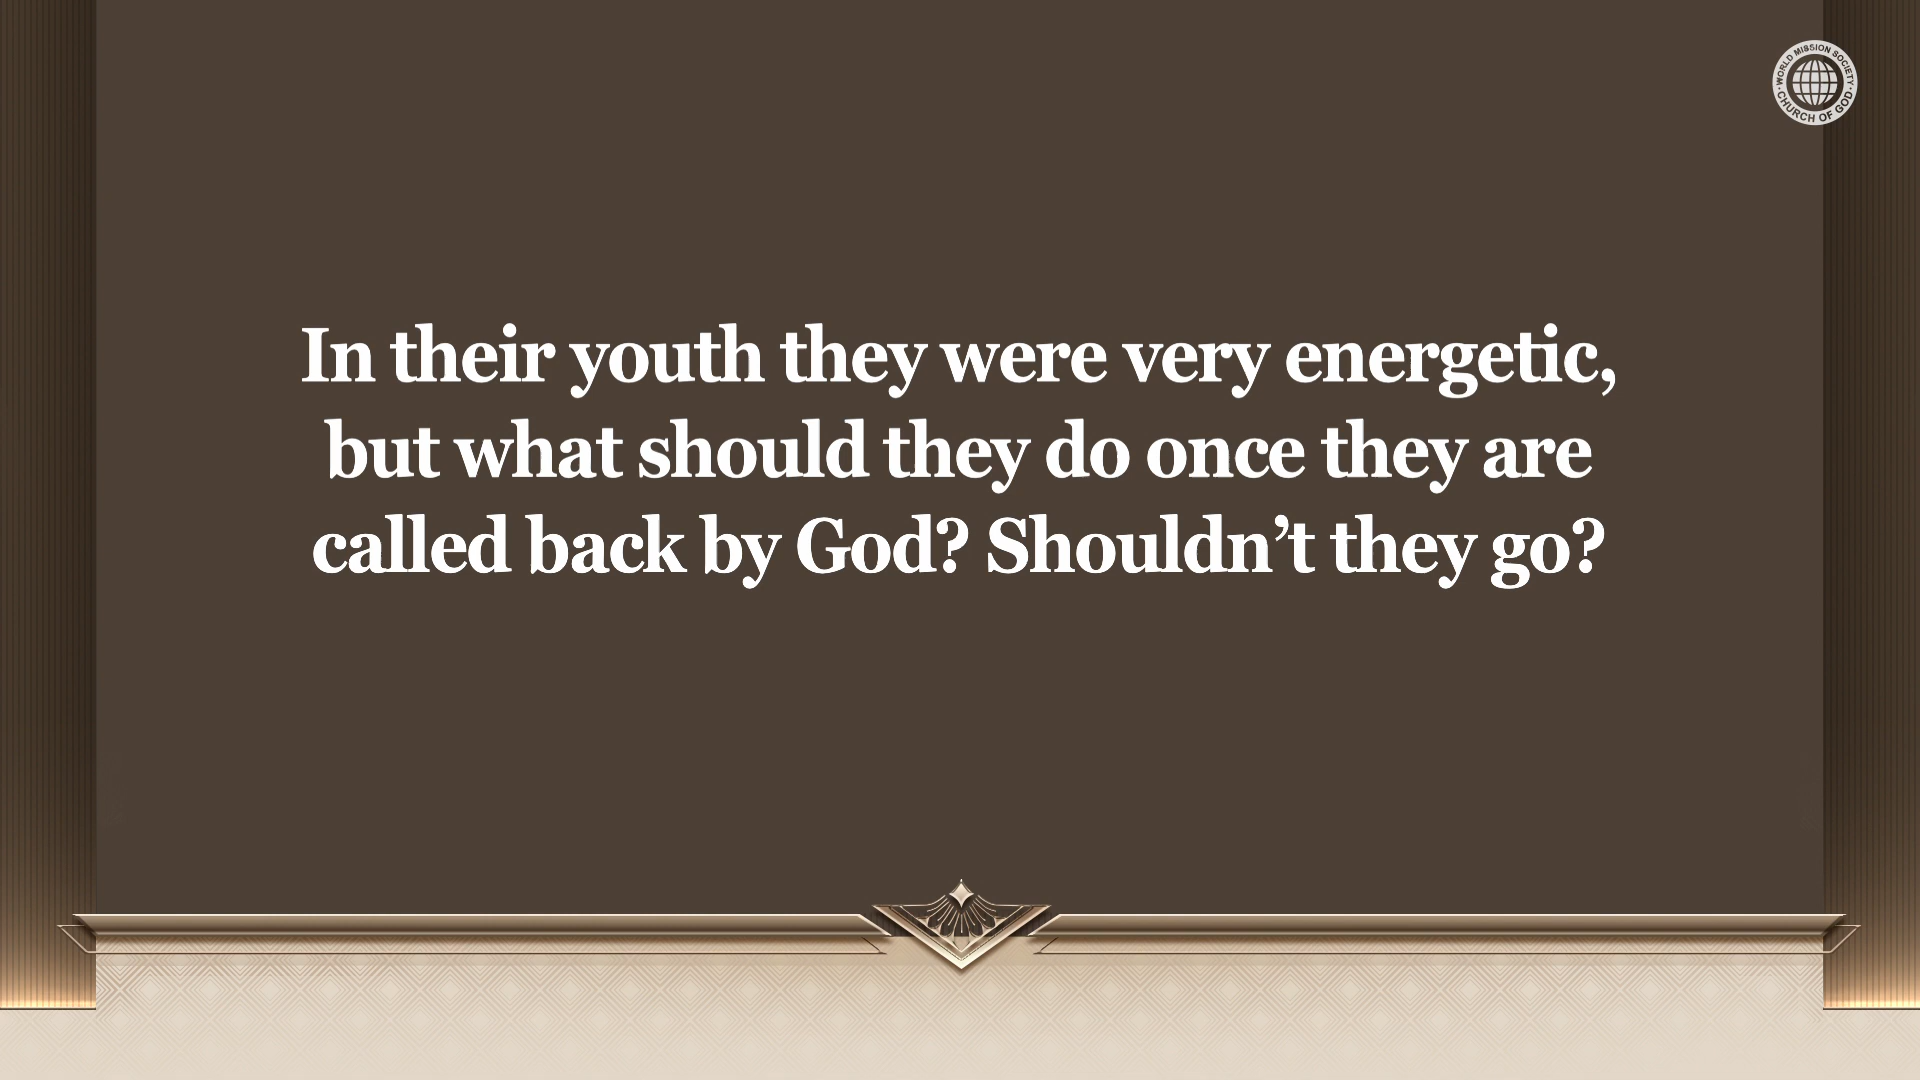 WORLD MISSION SOCIETY
CHURCH OF GOD
In their youth they were very energetic,
but what should they do once they are
called back by God? Shouldn’t they go?